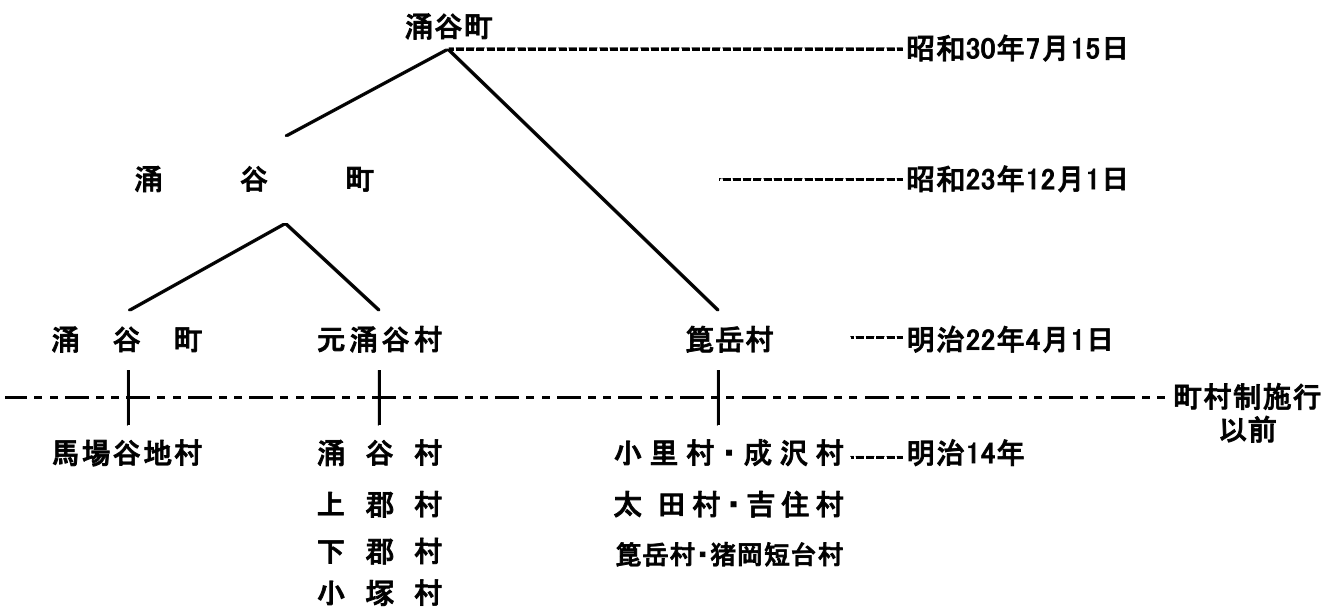 涌谷町
昭和30年7月15日
涌谷町
昭和23年12月1日
涌谷町 元涌谷村 箟岳村 明治22年4月1日
町村制施行
以前
馬場谷地村 涌谷村 小里村・成沢村 明治14年
上郡村 太田村・吉住村
下郡村 箟岳村・猪岡短台村
小塚村